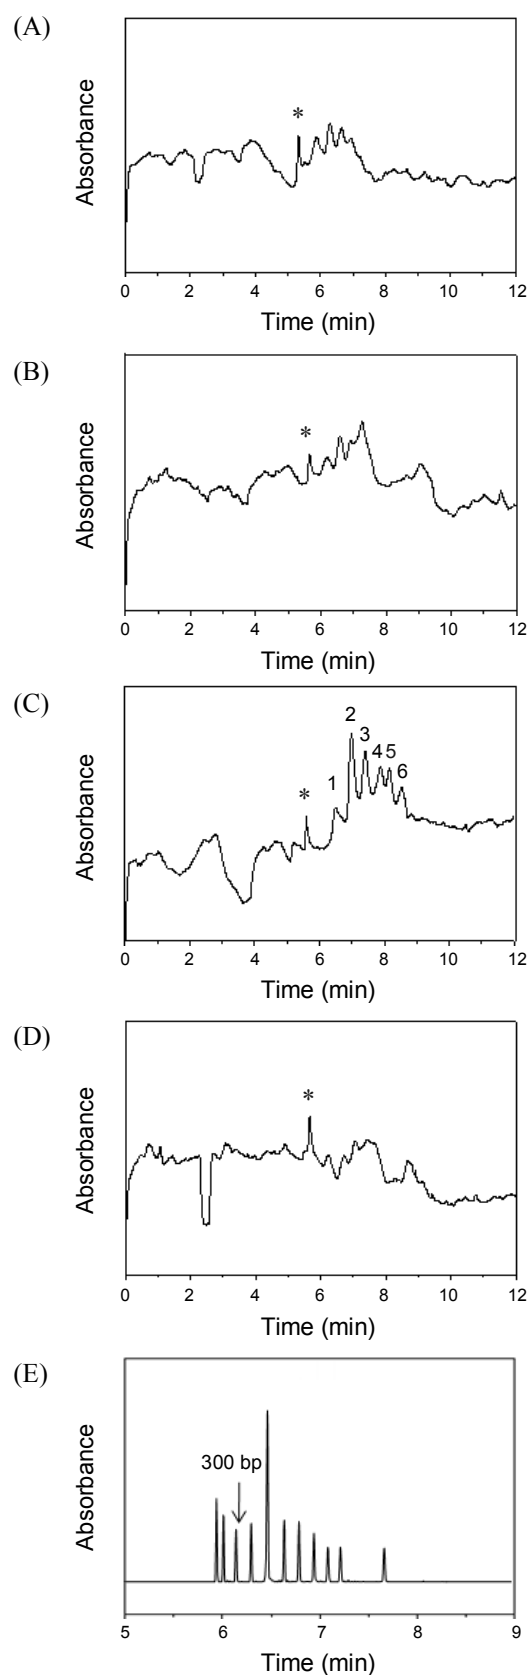 (A)
Absorbance
*
0 2 4 6 8 10 12
Time (min)
(B)
Absorbance
*
0 2 4 6 8 10 12
Time (min)
(C)
Absorbance
* 1 2 3 4 5 6
0 2 4 6 8 10 12
Time (min)
(D)
Absorbance
*
0 2 4 6 8 10 12
Time (min)
(E)
Absorbance
300 bp
5 6 7 8 9
Time (min)